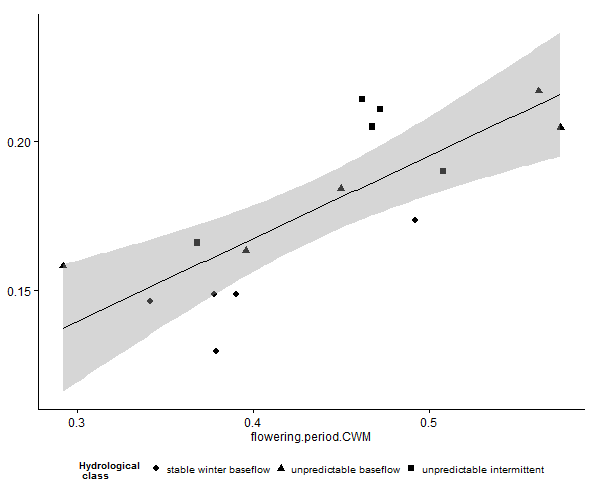 0.20
0.15
0.3 0.4 0.5
flowering.period.CWM
Hydrological
class
stable winter baseflow unpredictable baseflow unpredictable intermittent